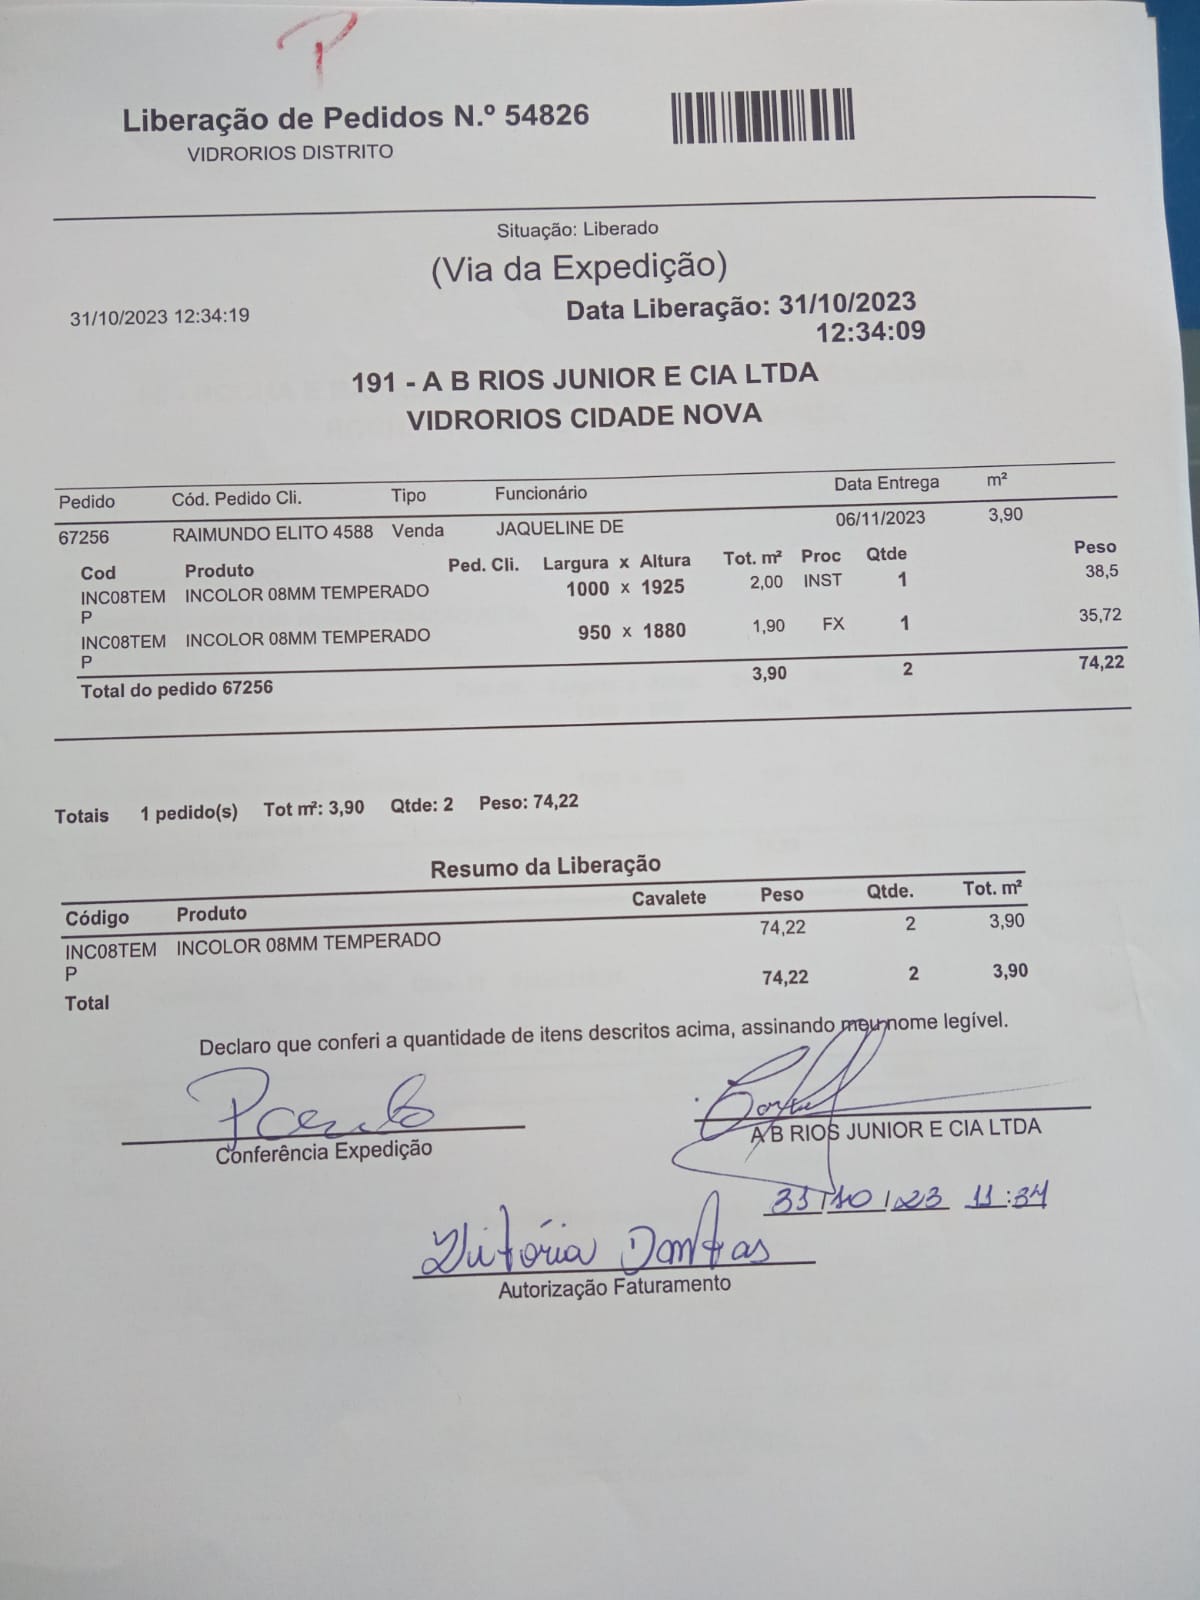 P
Liberação de Pedidos N.º 54826
VIDRORIOS DISTRITO
Situação: Liberado
(Via da Expedição)
31/10/2023 12:34:19
Data Liberação: 31/10/2023
12:34:09
191 - A B RIOS JUNIOR E CIA LTDA
VIDRORIOS CIDADE NOVA
Pedido Cód. Pedido Cli. Tipo Funcionário Data Entrega m²
67256 RAIMUNDO ELITO 4588 Venda JAQUELINE DE 06/11/2023 3,90
Cod Produto Ped. Cli. Largura x Altura Tot. m² Proc Qtde Peso
INC08TEM INCOLOR 08MM TEMPERADO 1000 x 1925 2,00 INST 1 38,5
P
INC08TEM INCOLOR 08MM TEMPERADO 950 x 1880 1,90 FX 1 35,72
P
Total do pedido 67256 3,90 2 74,22
Totais 1 pedido(s) Tot m²: 3,90 Qtde: 2 Peso: 74,22
Resumo da Liberação
Código Produto Cavalete Peso Qtde. Tot. m²
INC08TEM INCOLOR 08MM TEMPERADO 74,22 2 3,90
P
Total 74,22 2 3,90
Declaro que conferi a quantidade de itens descritos acima, assinando meu nome legível.
Conferência Expedição
A B RIOS JUNIOR E CIA LTDA
31/10/23 11:34
Vitória Dantas
Autorização Faturamento